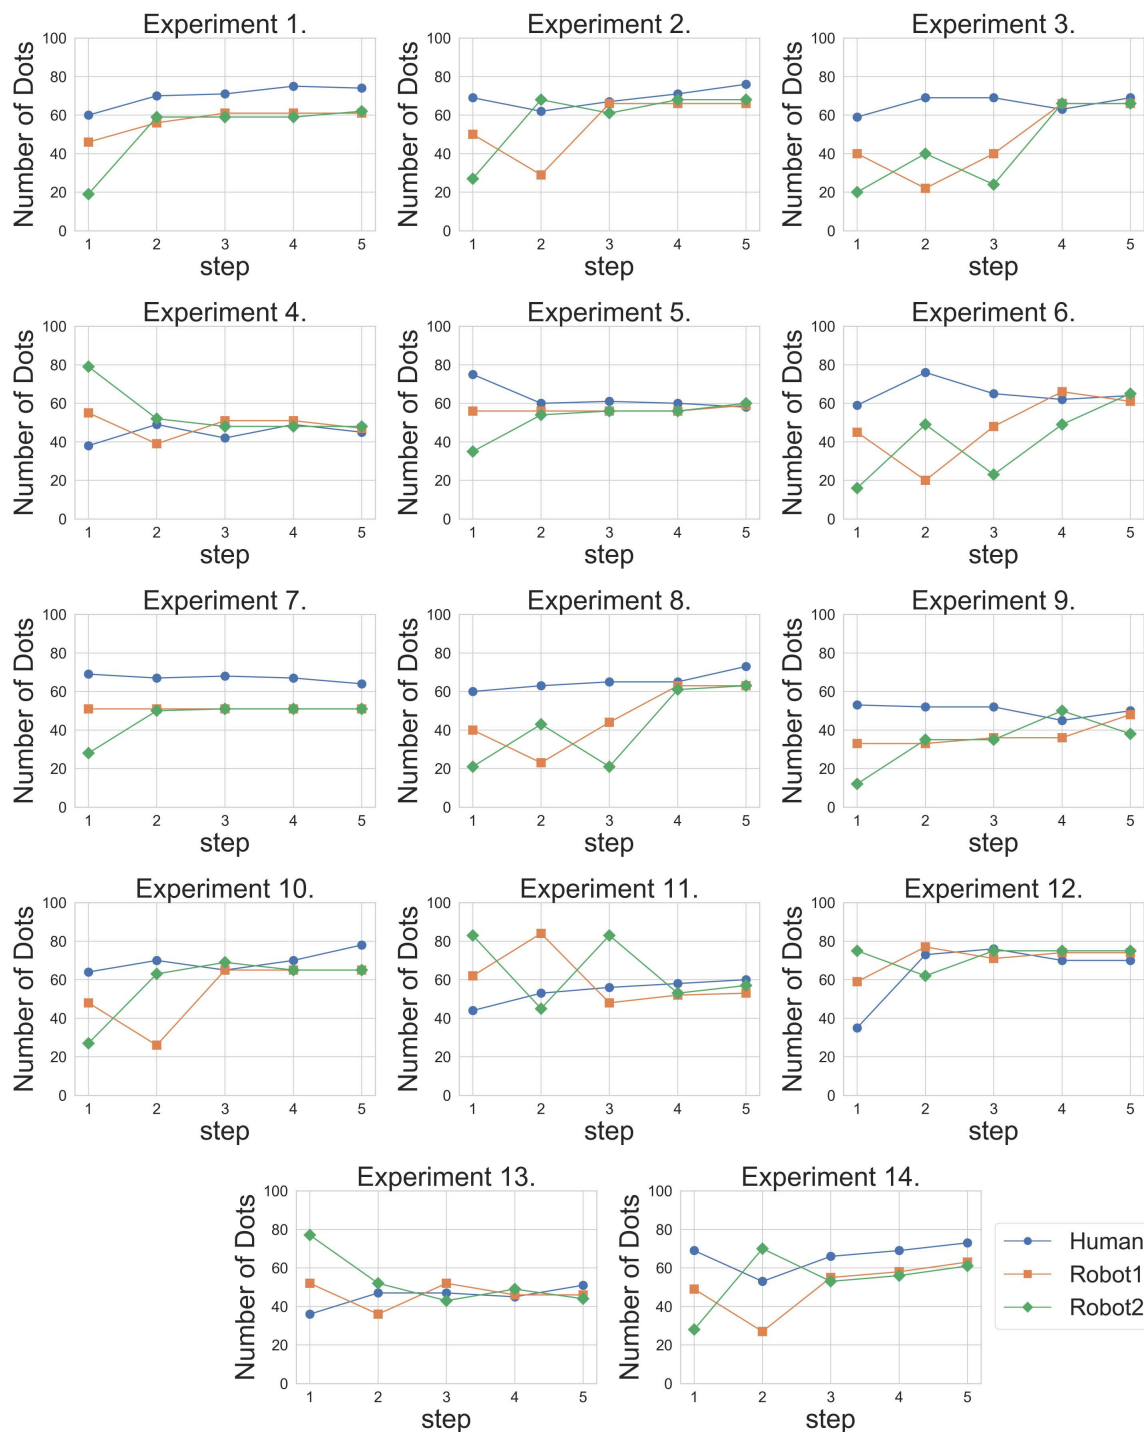 Experiment 1.
Number of Dots
100
80
60
40
20
0
1 2 3 4 5
step
Experiment 2.
Number of Dots
100
80
60
40
20
0
1 2 3 4 5
step
Experiment 3.
Number of Dots
100
80
60
40
20
0
1 2 3 4 5
step
Experiment 4.
Number of Dots
100
80
60
40
20
0
1 2 3 4 5
step
Experiment 5.
Number of Dots
100
80
60
40
20
0
1 2 3 4 5
step
Experiment 6.
Number of Dots
100
80
60
40
20
0
1 2 3 4 5
step
Experiment 7.
Number of Dots
100
80
60
40
20
0
1 2 3 4 5
step
Experiment 8.
Number of Dots
100
80
60
40
20
0
1 2 3 4 5
step
Experiment 9.
Number of Dots
100
80
60
40
20
0
1 2 3 4 5
step
Experiment 10.
Number of Dots
100
80
60
40
20
0
1 2 3 4 5
step
Experiment 11.
Number of Dots
100
80
60
40
20
0
1 2 3 4 5
step
Experiment 12.
Number of Dots
100
80
60
40
20
0
1 2 3 4 5
step
Experiment 13.
Number of Dots
100
80
60
40
20
0
1 2 3 4 5
step
Experiment 14.
Number of Dots
100
80
60
40
20
0
1 2 3 4 5
step
Human
Robot1
Robot2